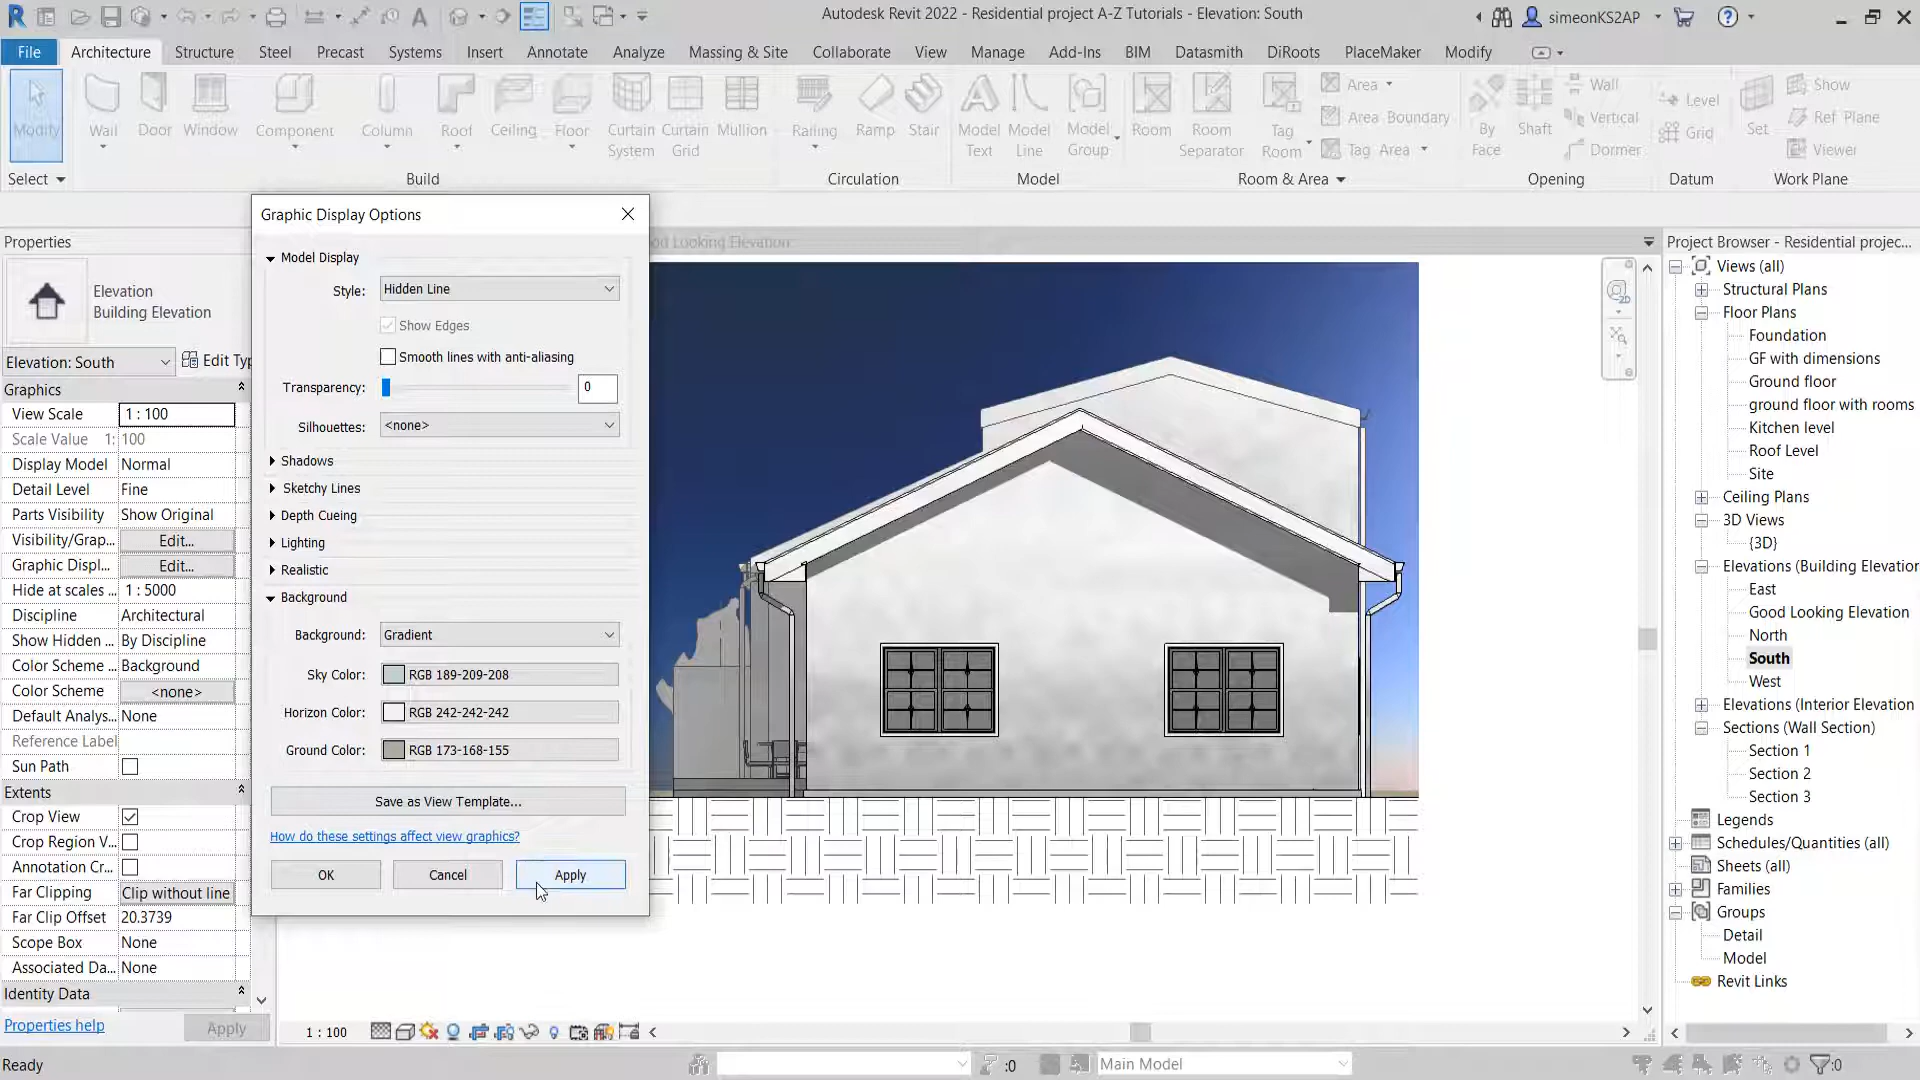 Autodesk Revit 2022 - Residential project A-Z Tutorials - Elevation: South
simeonKS2AP
File Architecture Structure Steel Precast Systems Insert Annotate Analyze Massing & Site Collaborate View Manage Add-Ins BIM Datasmith DiRoots PlaceMaker Modify
Modify
Wall
Door
Window
Component
Column
Roof
Ceiling
Floor
Curtain System
Curtain Grid
Mullion
Railing
Ramp
Stair
Model Text
Model Line
Model Group
Room
Room Separator
Tag Room
Area
Area Boundary
Tag Area
By Face
Shaft
Wall
Vertical
Dormer
Level
Grid
Set
Show
Ref Plane
Viewer
Select Build Circulation Model Room & Area Opening Datum Work Plane
Properties
Elevation
Building Elevation
Elevation: South Edit Typ
Graphics
View Scale 1 : 100
Scale Value 1: 100
Display Model Normal
Detail Level Fine
Parts Visibility Show Original
Visibility/Grap... Edit...
Graphic Displ... Edit...
Hide at scales ... 1 : 5000
Discipline Architectural
Show Hidden ... By Discipline
Color Scheme ... Background
Color Scheme <none>
Default Analys... None
Reference Label
Sun Path
Extents
Crop View
Crop Region V...
Annotation Cr...
Far Clipping Clip without line
Far Clip Offset 20.3739
Scope Box None
Associated Da... None
Identity Data
Properties help Apply
Graphic Display Options
Model Display
Style: Hidden Line
Show Edges
Smooth lines with anti-aliasing
Transparency: 0
Silhouettes: <none>
Shadows
Sketchy Lines
Depth Cueing
Lighting
Realistic
Background
Background: Gradient
Sky Color: RGB 189-209-208
Horizon Color: RGB 242-242-242
Ground Color: RGB 173-168-155
Save as View Template...
How do these settings affect view graphics?
OK Cancel Apply
od Looking Elevation
2D
Project Browser - Residential projec...
Views (all)
Structural Plans
Floor Plans
Foundation
GF with dimensions
Ground floor
ground floor with rooms
Kitchen level
Roof Level
Site
Ceiling Plans
3D Views
{3D}
Elevations (Building Elevation
East
Good Looking Elevation
North
South
West
Elevations (Interior Elevation
Sections (Wall Section)
Section 1
Section 2
Section 3
Legends
Schedules/Quantities (all)
Sheets (all)
Families
Groups
Detail
Model
Revit Links
1 : 100
Ready :0 Main Model :0